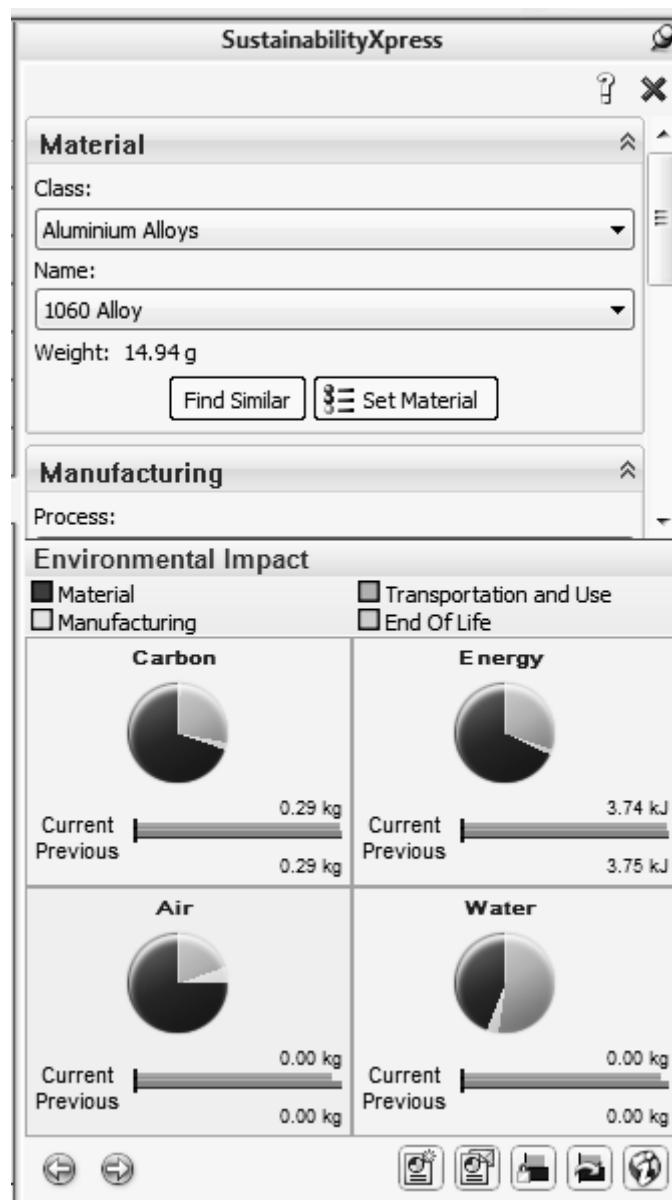 SustainabilityXpress
Material
Class:
Aluminium Alloys
Name:
1060 Alloy
Weight: 14.94 g
Find Similar Set Material
Manufacturing
Process:
Environmental Impact
Material Transportation and Use
Manufacturing End Of Life
Carbon
0.29 kg
Current
Previous
0.29 kg
Energy
3.74 kJ
Current
Previous
3.75 kJ
Air
0.00 kg
Current
Previous
0.00 kg
Water
0.00 kg
Current
Previous
0.00 kg